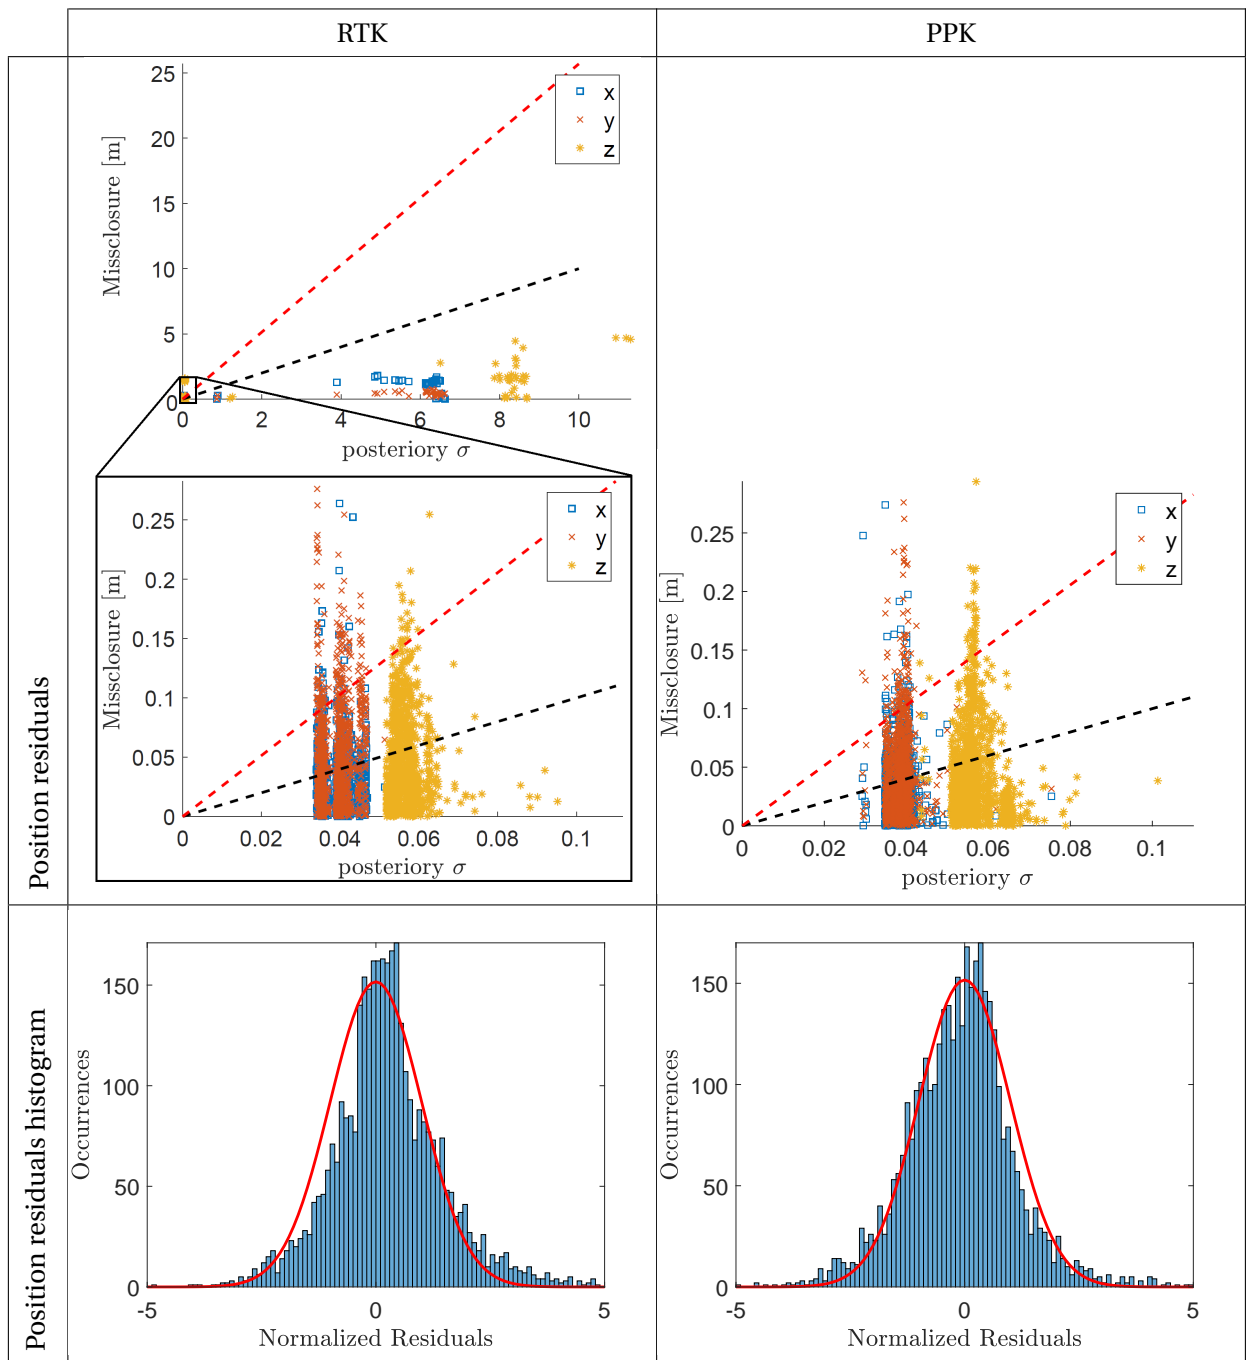 RTK
PPK
Position residuals
25
20
15
10
5
0
Missclosure [m]
x
y
z
0 2 4 6 8 10
posteriory σ
0.25
0.2
0.15
0.1
0.05
0
Missclosure [m]
x
y
z
0 0.02 0.04 0.06 0.08 0.1
posteriory σ
0.25
0.2
0.15
0.1
0.05
0
Missclosure [m]
x
y
z
0 0.02 0.04 0.06 0.08 0.1
posteriory σ
Position residuals histogram
150
100
50
0
Occurrences
-5 0 5
Normalized Residuals
150
100
50
0
Occurrences
-5 0 5
Normalized Residuals